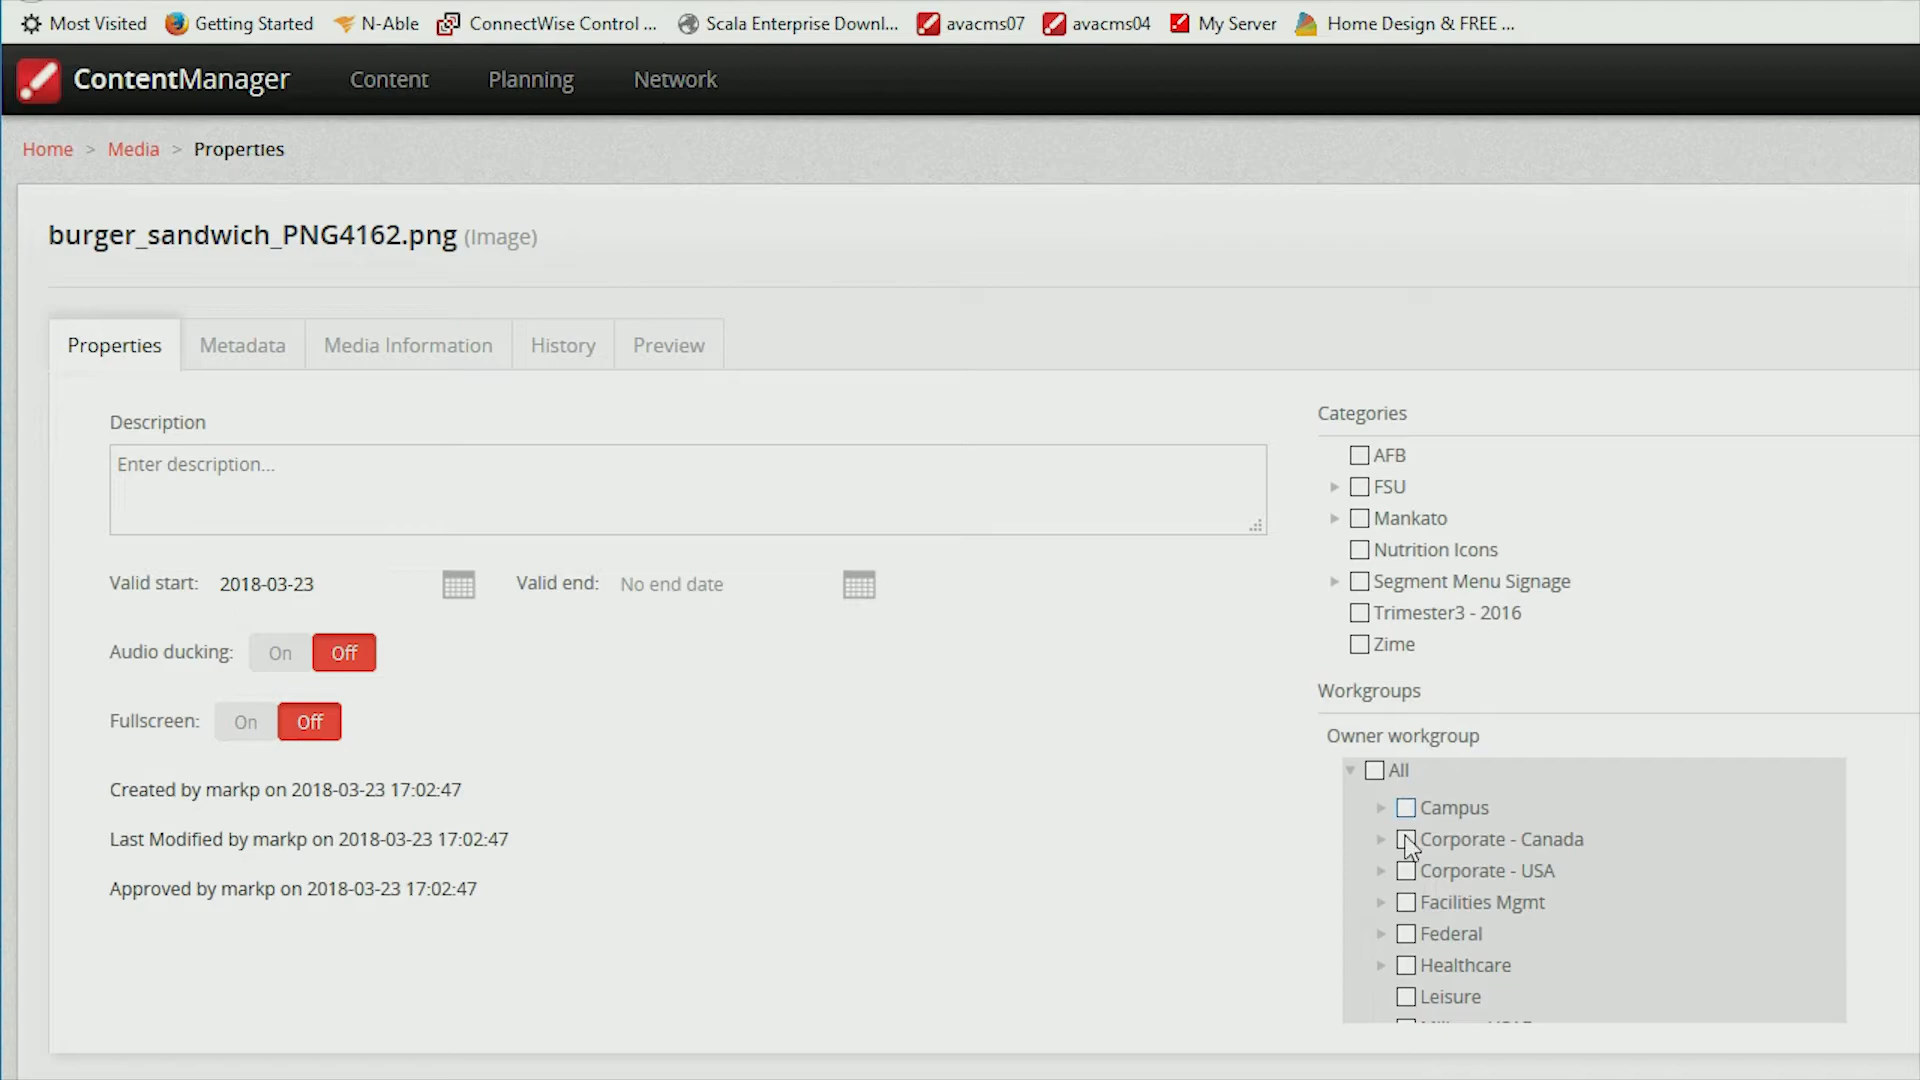 Most Visited Getting Started N-Able ConnectWise Control ... Scala Enterprise Downl... avacms07 avacms04 My Server Home Design & FREE ...
ContentManager Content Planning Network
Home > Media > Properties
burger_sandwich_PNG4162.png (Image)
Properties Metadata Media Information History Preview
Description
Enter description...
Valid start: 2018-03-23 Valid end: No end date
Audio ducking: On Off
Fullscreen: On Off
Created by markp on 2018-03-23 17:02:47
Last Modified by markp on 2018-03-23 17:02:47
Approved by markp on 2018-03-23 17:02:47
Categories
AFB
FSU
Mankato
Nutrition Icons
Segment Menu Signage
Trimester3 - 2016
Zime
Workgroups
Owner workgroup
All
Campus
Corporate - Canada
Corporate - USA
Facilities Mgmt
Federal
Healthcare
Leisure